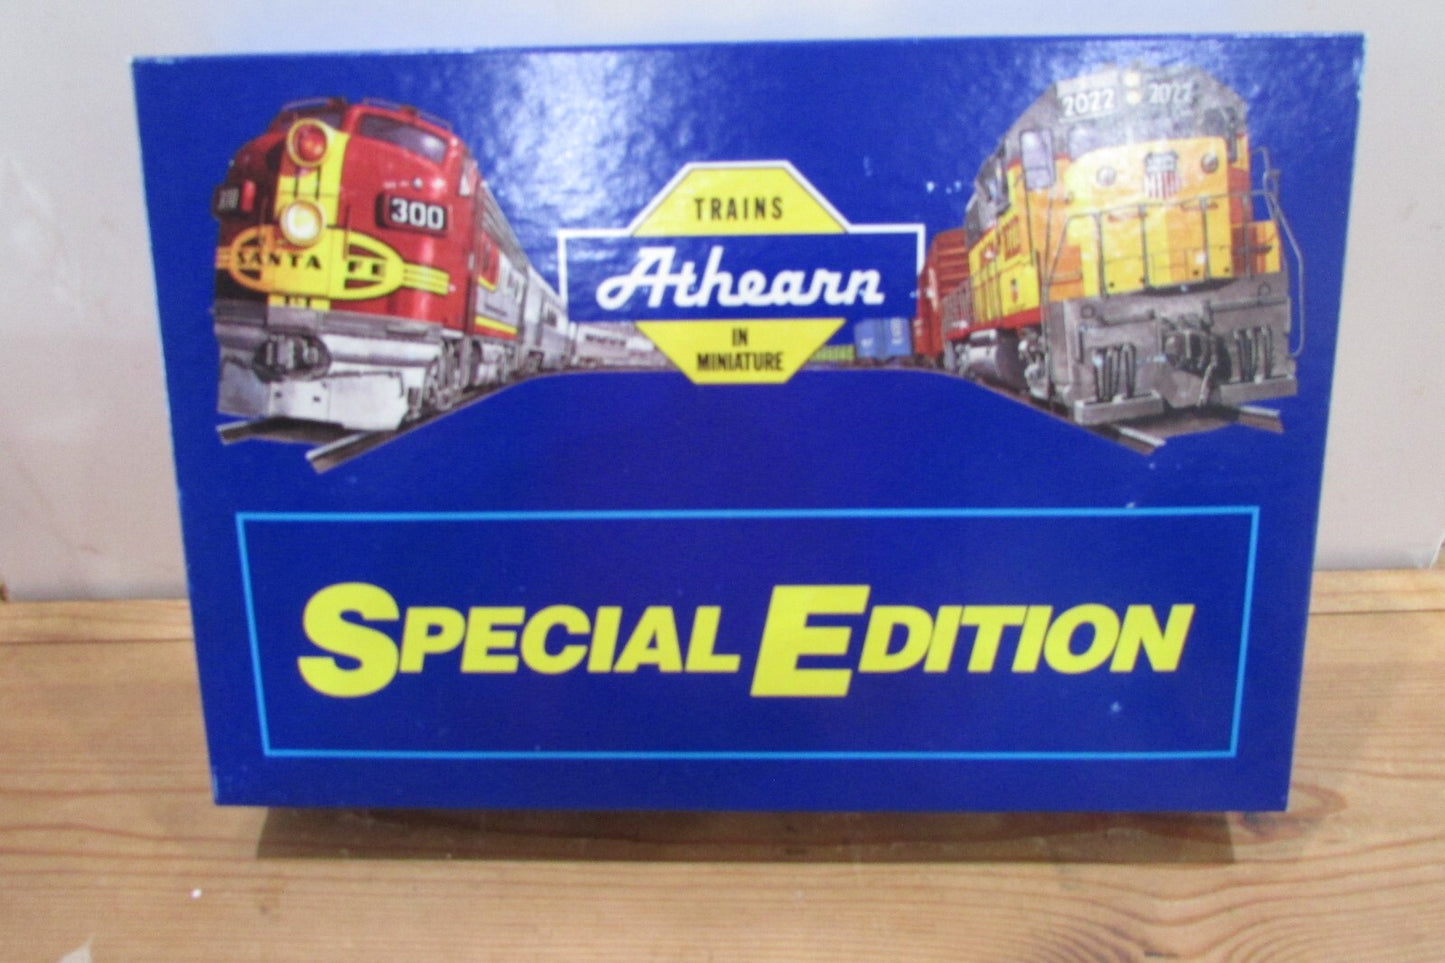 2022 2022
300
SANTA FE
TRAINS
Athearn
IN
MINIATURE
SPECIAL EDITION